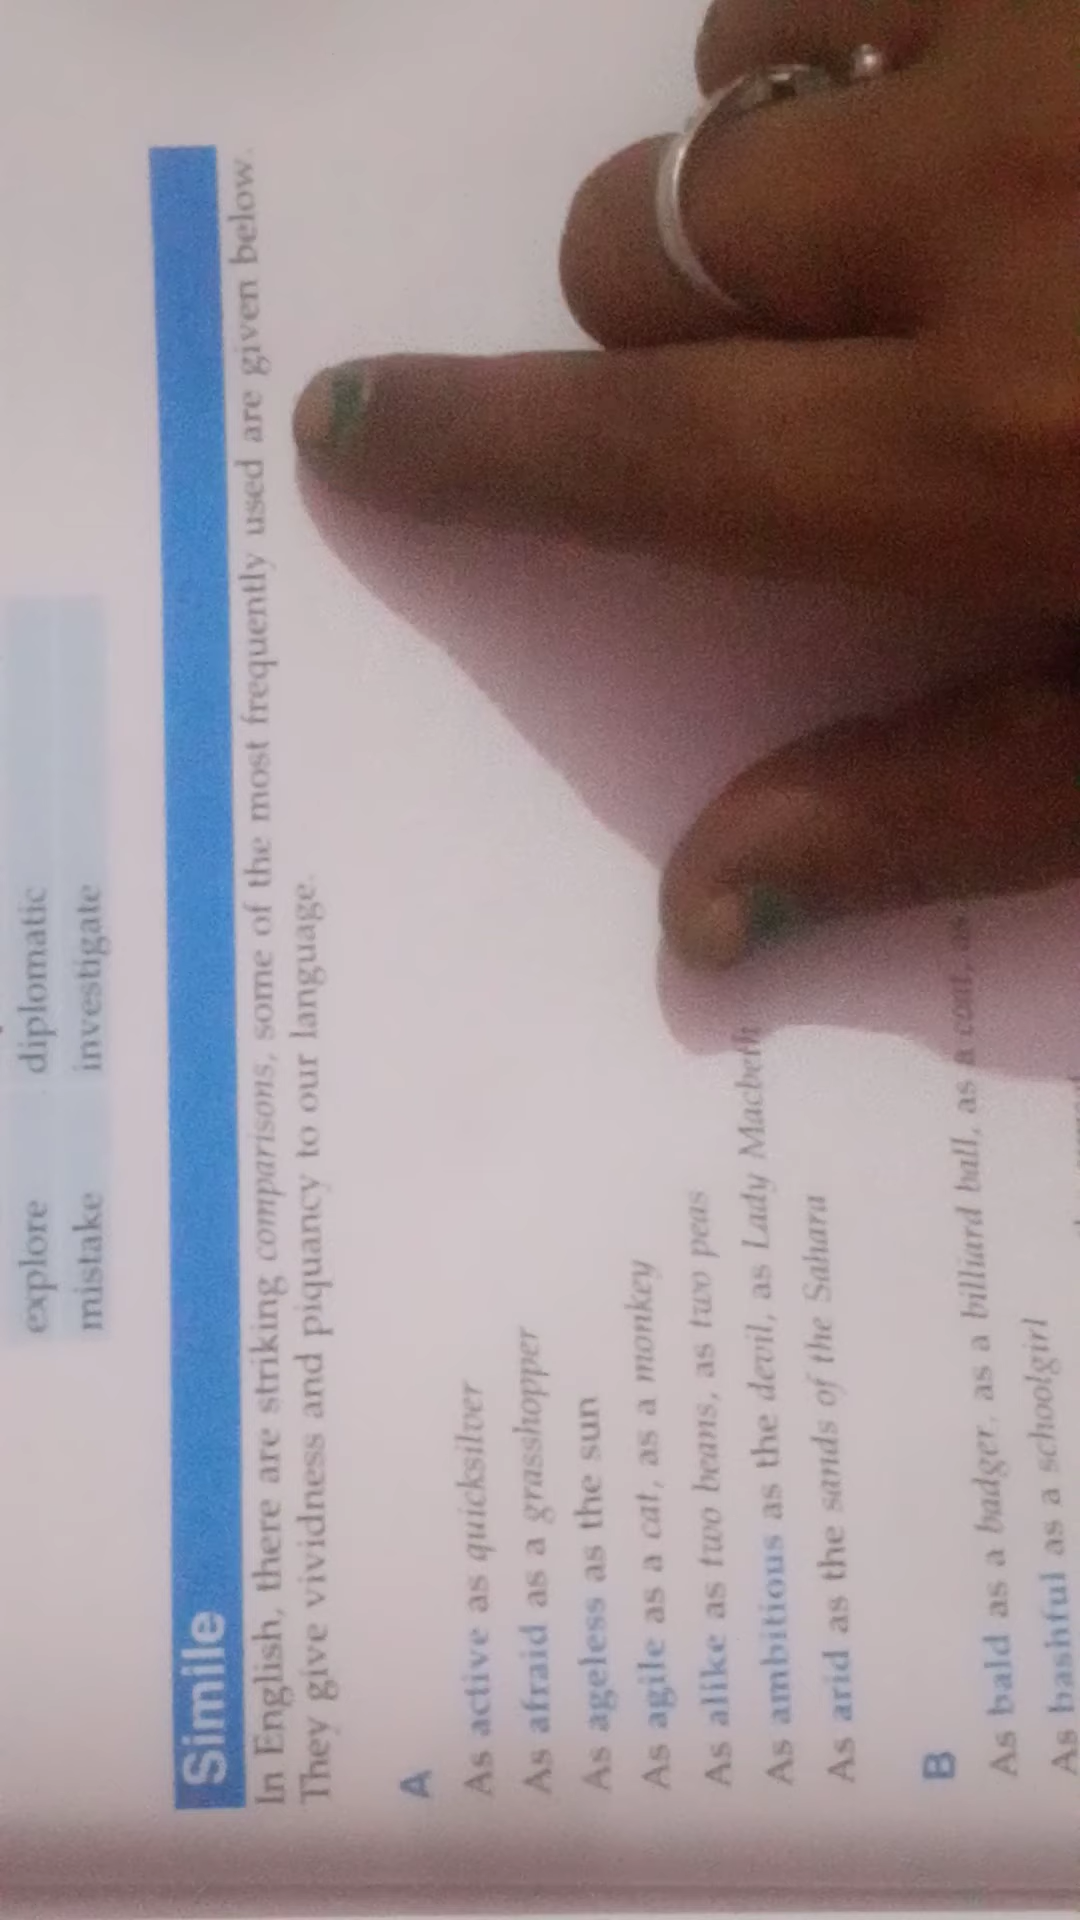 explore diplomatic
mistake investigate
Simile
In English, there are striking comparisons, some of the most frequently used are given below.
They give vividness and piquancy to our language.
A
As active as quicksilver
As afraid as a grasshopper
As ageless as the sun
As agile as a cat, as a monkey
As alike as two beans, as two peas
As ambitious as the devil, as Lady Macbeth
As arid as the sands of the Sahara
B
As bald as a badger, as a billiard ball, as a coot, as
As bashful as a schoolgirl